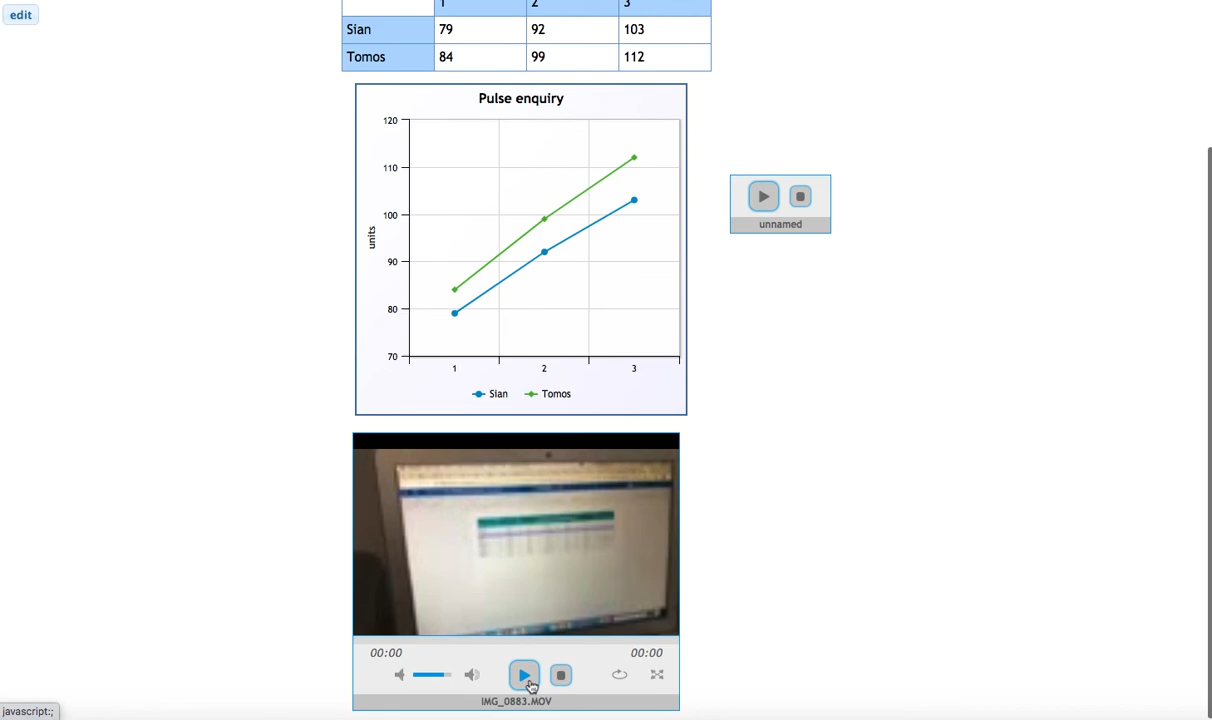 edit
1 2 3
Sian 79 92 103
Tomos 84 99 112
Pulse enquiry
120
110
100
90
80
70
units
1 2 3
Sian Tomos
unnamed
00:00 00:00
IMG_0883.MOV
javascript:;